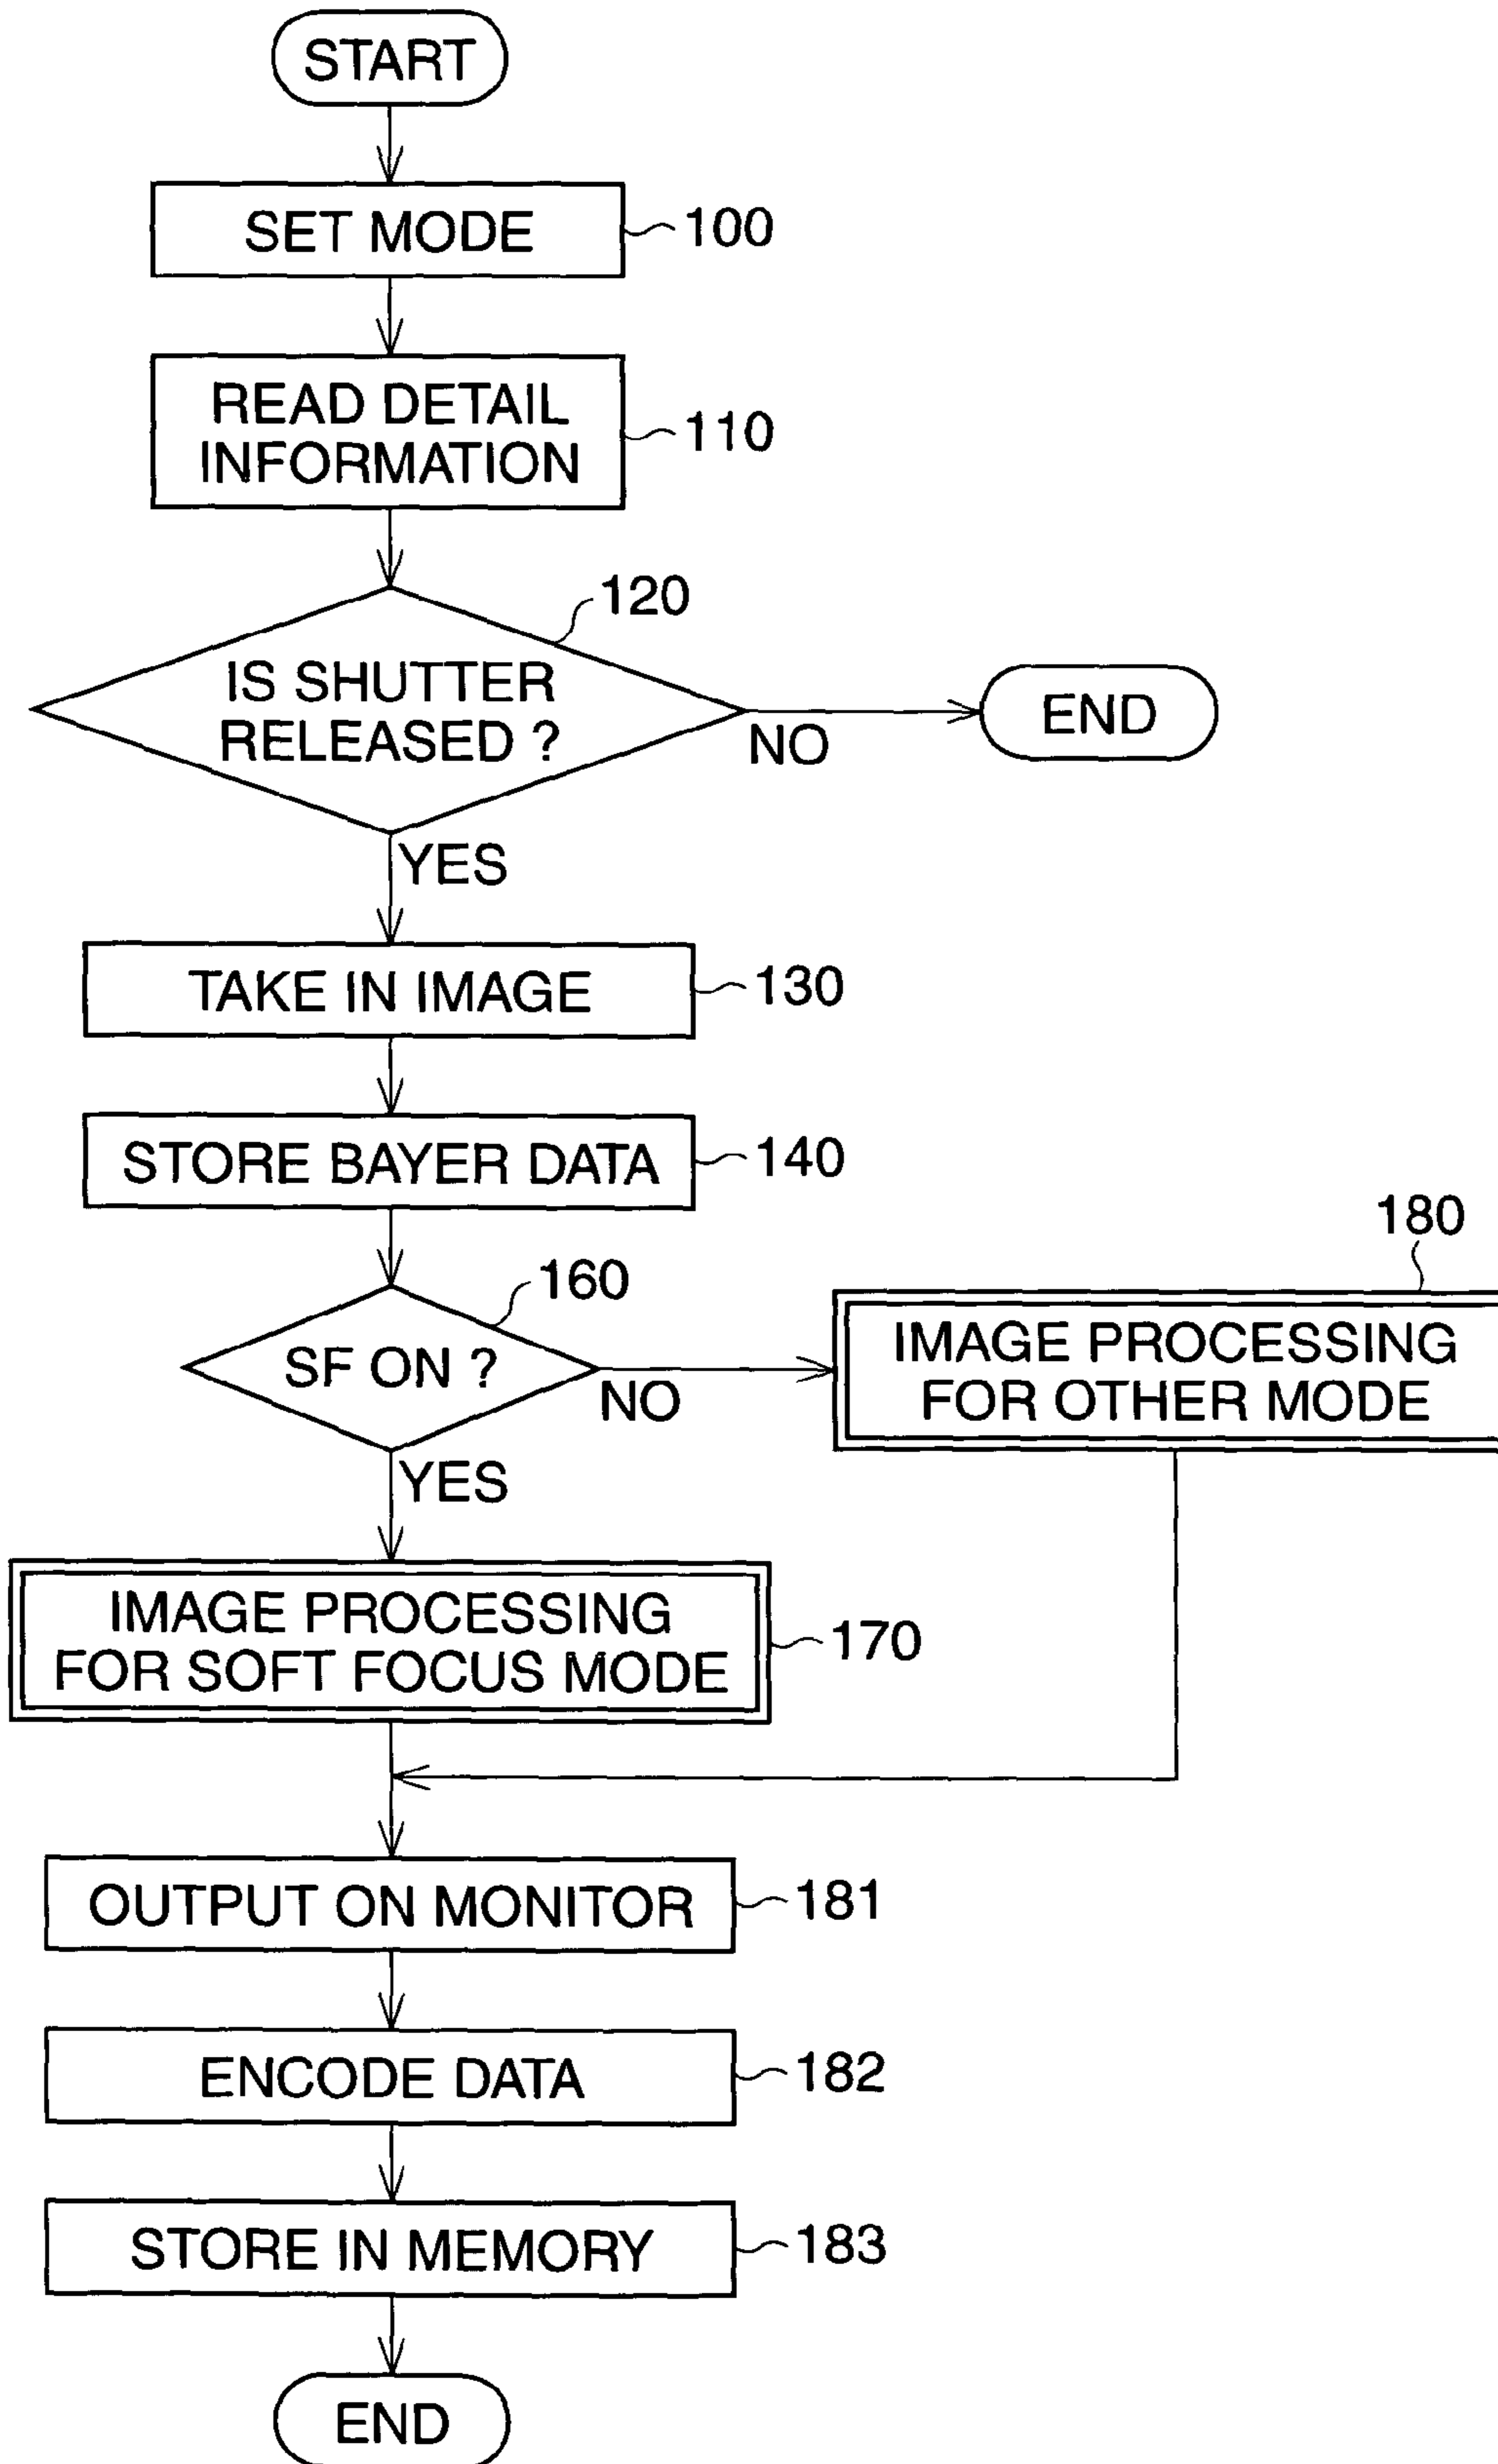 START
SET MODE
100
READ DETAIL
INFORMATION
110
120
IS SHUTTER
RELEASED ?
NO
END
YES
TAKE IN IMAGE
130
STORE BAYER DATA
140
160
SF ON ?
NO
180
IMAGE PROCESSING
FOR OTHER MODE
YES
IMAGE PROCESSING
FOR SOFT FOCUS MODE
170
OUTPUT ON MONITOR
181
ENCODE DATA
182
STORE IN MEMORY
183
END